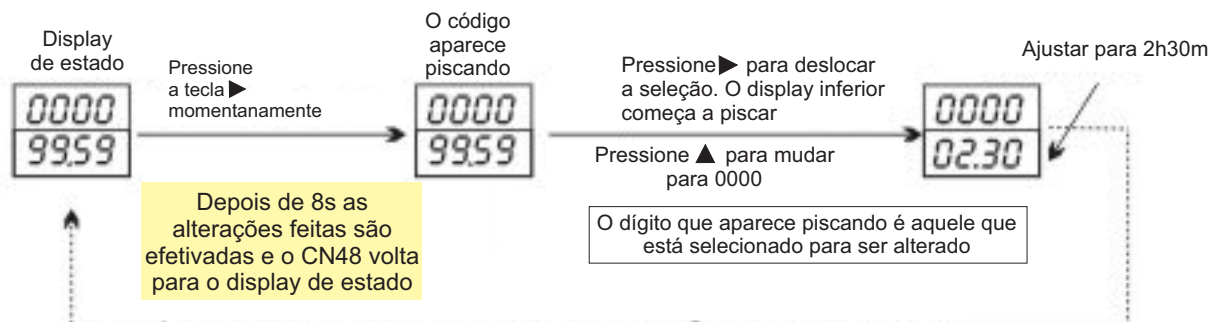 Display
de estado
0000
99.59
Pressione
a tecla ▶
momentanamente
Depois de 8s as
alterações feitas são
efetivadas e o CN48 volta
para o display de estado
O código
aparece
piscando
0000
99.59
Pressione ▶ para deslocar
a seleção. O display inferior
começa a piscar
Pressione ▲ para mudar
para 0000
O dígito que aparece piscando é aquele que
está selecionado para ser alterado
Ajustar para 2h30m
0000
02.30